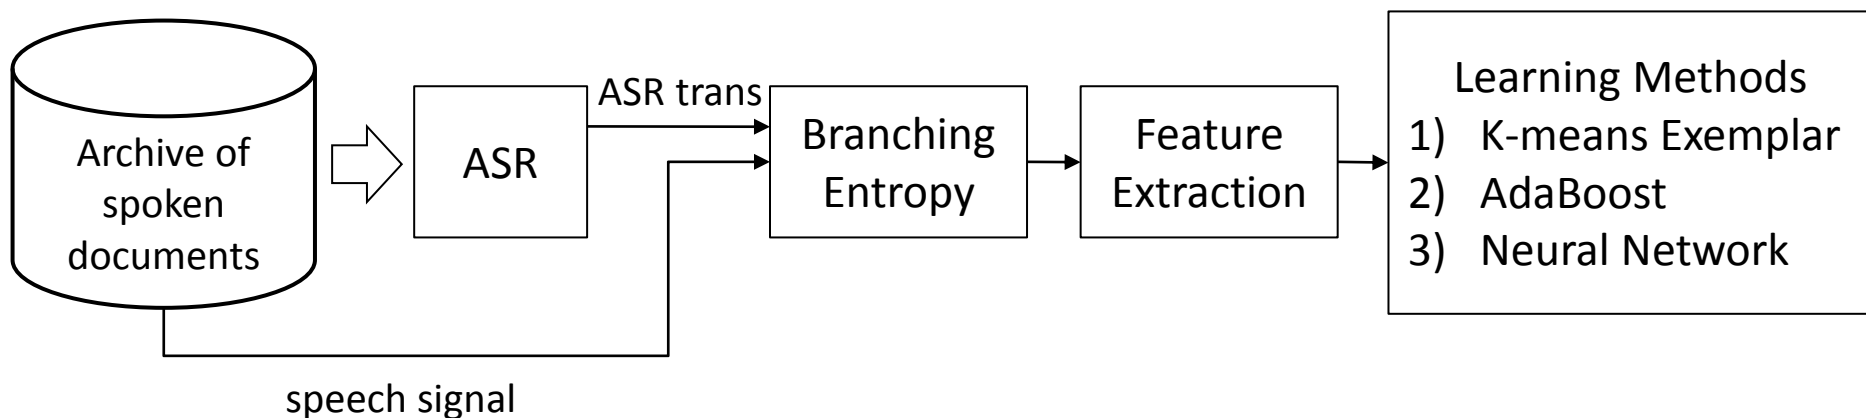 Archive of
spoken
documents
ASR
ASR trans
Branching
Entropy
Feature
Extraction
Learning Methods
1) K-means Exemplar
2) AdaBoost
3) Neural Network
speech signal